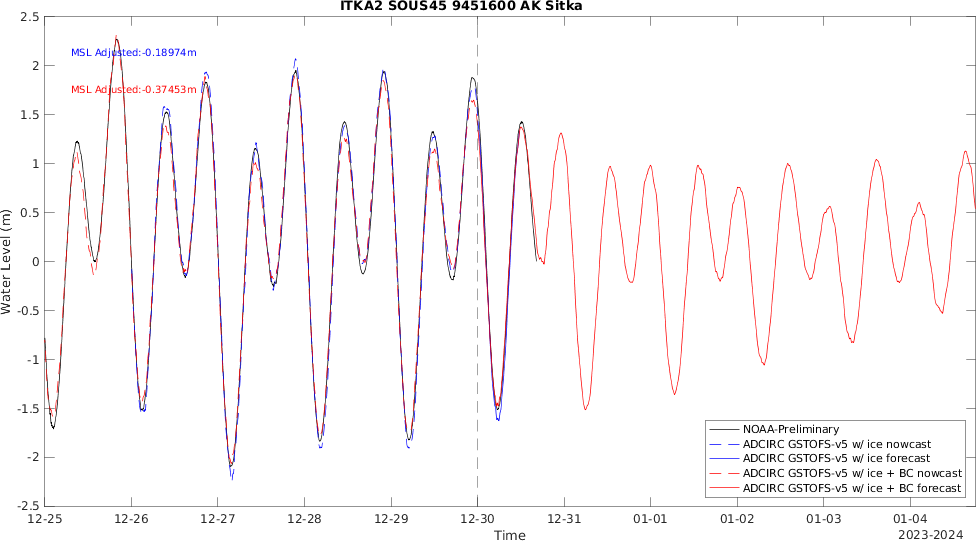 ITKA2 SOUS45 9451600 AK Sitka
MSL Adjusted:-0.18974m
MSL Adjusted:-0.37453m
2.5
2
1.5
1
0.5
0
-0.5
-1
-1.5
-2
-2.5
Water Level (m)
NOAA-Preliminary
ADCIRC GSTOFS-v5 w/ ice nowcast
ADCIRC GSTOFS-v5 w/ ice forecast
ADCIRC GSTOFS-v5 w/ ice + BC nowcast
ADCIRC GSTOFS-v5 w/ ice + BC forecast
12-25 12-26 12-27 12-28 12-29 12-30 12-31 01-01 01-02 01-03 01-04
Time
2023-2024